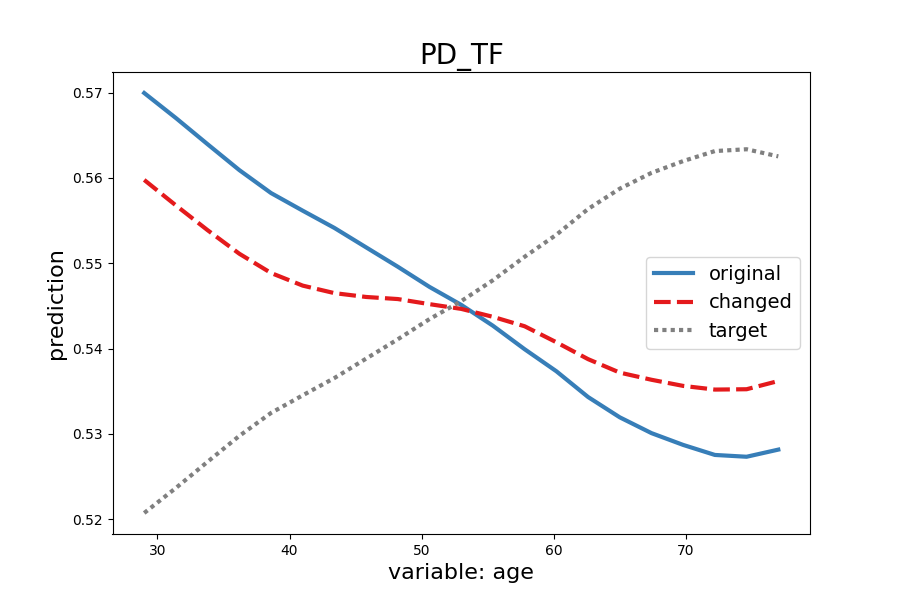 PD_TF
0.57
0.56
0.55
0.54
0.53
0.52
prediction
original
changed
target
30 40 50 60 70
variable: age